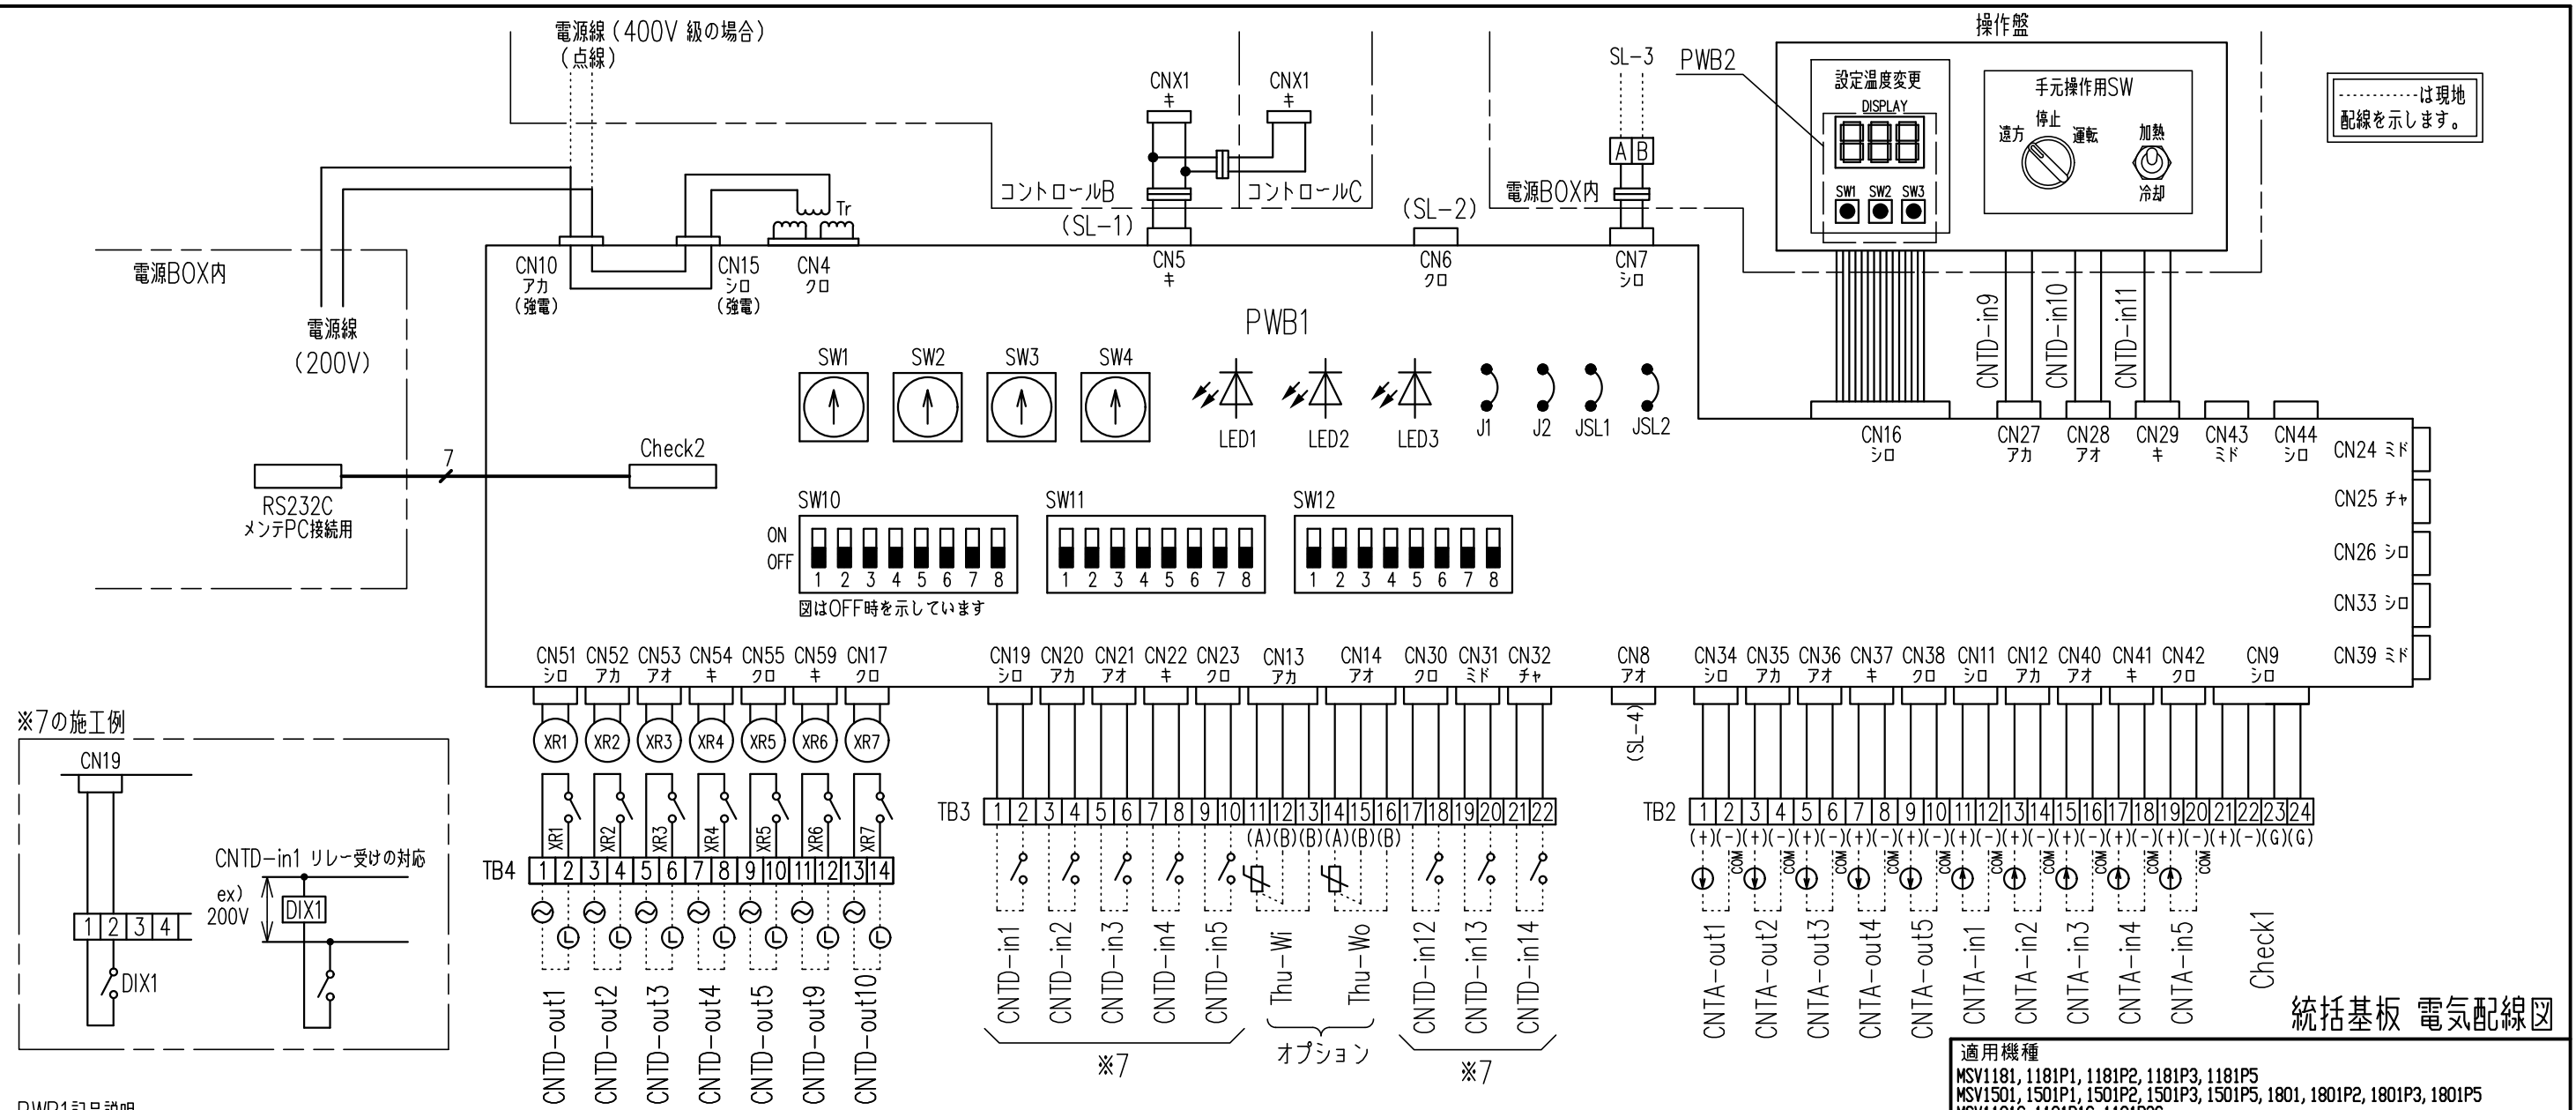 電源線(400V 級の場合)
(点線)
CNX1
キ
CNX1
キ
コントロールB
コントロールC
(SL-1)
(SL-2)
SL-3
A B
電源BOX内
PWB2
操作盤
設定温度変更
DISPLAY
SW1 SW2 SW3
手元操作用SW
停止
遠方 運転
加熱
冷却
‥‥‥‥は現地
配線を示します。
電源BOX内
電源線
(200V)
Tr
CN10
アカ
(強電)
CN15
シロ
(強電)
CN4
クロ
CN5
キ
CN6
クロ
CN7
シロ
PWB1
CNTD-in9
CNTD-in10
CNTD-in11
SW1 SW2 SW3 SW4
LED1 LED2 LED3
J1 J2 JSL1 JSL2
CN16
シロ
CN27
アカ
CN28
アオ
CN29
キ
CN43
ミド
CN44
シロ
CN24 ミド
CN25 チャ
CN26 シロ
CN33 シロ
CN39 ミド
7
Check2
RS232C
メンテPC接続用
SW10 SW11 SW12
ON
OFF
1 2 3 4 5 6 7 8
1 2 3 4 5 6 7 8
1 2 3 4 5 6 7 8
図はOFF時を示しています
CN51 CN52 CN53 CN54 CN55 CN59 CN17
シロ アカ アオ キ クロ キ クロ
CN19 CN20 CN21 CN22 CN23 CN13 CN14 CN30 CN31 CN32
シロ アカ アオ キ クロ アカ アオ クロ ミド チャ
CN8
アオ
(SL-4)
CN34 CN35 CN36 CN37 CN38 CN11 CN12 CN40 CN41 CN42 CN9
シロ アカ アオ キ クロ シロ アカ アオ キ クロ シロ
XR1 XR2 XR3 XR4 XR5 XR6 XR7
XR1 XR2 XR3 XR4 XR5 XR6 XR7
TB4 1 2 3 4 5 6 7 8 9 10 11 12 13 14
L L L L L L L
CNTD-out1
CNTD-out2
CNTD-out3
CNTD-out4
CNTD-out5
CNTD-out9
CNTD-out10
TB3 1 2 3 4 5 6 7 8 9 10 11 12 13 14 15 16 17 18 19 20 21 22
(A)(B)(B)(A)(B)(B)
CNTD-in1
CNTD-in2
CNTD-in3
CNTD-in4
CNTD-in5
Thu-Wi
Thu-Wo
CNTD-in12
CNTD-in13
CNTD-in14
※7
オプション
※7
TB2 1 2 3 4 5 6 7 8 9 10 11 12 13 14 15 16 17 18 19 20 21 22 23 24
(+)(-)(+)(-)(+)(-)(+)(-)(+)(-)(+)(-)(+)(-)(+)(-)(+)(-)(+)(-)(+)(-)(G)(G)
COM COM COM COM COM COM COM COM COM COM
CNTA-out1
CNTA-out2
CNTA-out3
CNTA-out4
CNTA-out5
CNTA-in1
CNTA-in2
CNTA-in3
CNTA-in4
CNTA-in5
Check1
※7の施工例
CN19
1 2 3 4
DIX1
CNTD-in1 リレー受けの対応
ex)
200V
DIX1
統括基板 電気配線図
適用機種
MSV1181, 1181P1, 1181P2, 1181P3, 1181P5
MSV1501, 1501P1, 1501P2, 1501P3, 1501P5, 1801, 1801P2, 1801P3, 1801P5